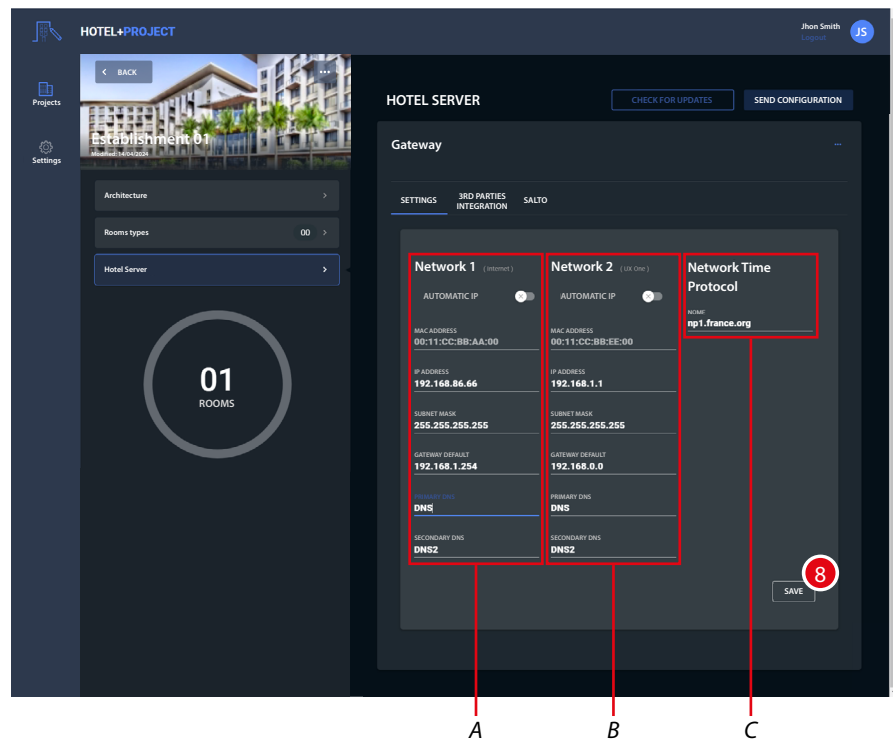 HOTEL+PROJECT
Jhon Smith
Logout
JS
Projects
Settings
BACK
Establishment 01
Modified: 14/04/2024
Architecture
Rooms types 00
Hotel Server
01
ROOMS
HOTEL SERVER
CHECK FOR UPDATES
SEND CONFIGURATION
Gateway
SETTINGS
3RD PARTIES
INTEGRATION
SALTO
Network 1 ( Internet )
AUTOMATIC IP
MAC ADDRESS
00:11:CC:BB:AA:00
IP ADDRESS
192.168.86.66
SUBNET MASK
255.255.255.255
GATEWAY DEFAULT
192.168.1.254
PRIMARY DNS
DNS
SECONDARY DNS
DNS2
Network 2 ( UX One )
AUTOMATIC IP
MAC ADDRESS
00:11:CC:BB:EE:00
IP ADDRESS
192.168.1.1
SUBNET MASK
255.255.255.255
GATEWAY DEFAULT
192.168.0.0
PRIMARY DNS
DNS
SECONDARY DNS
DNS2
Network Time
Protocol
NOME
np1.france.org
8
SAVE
A
B
C